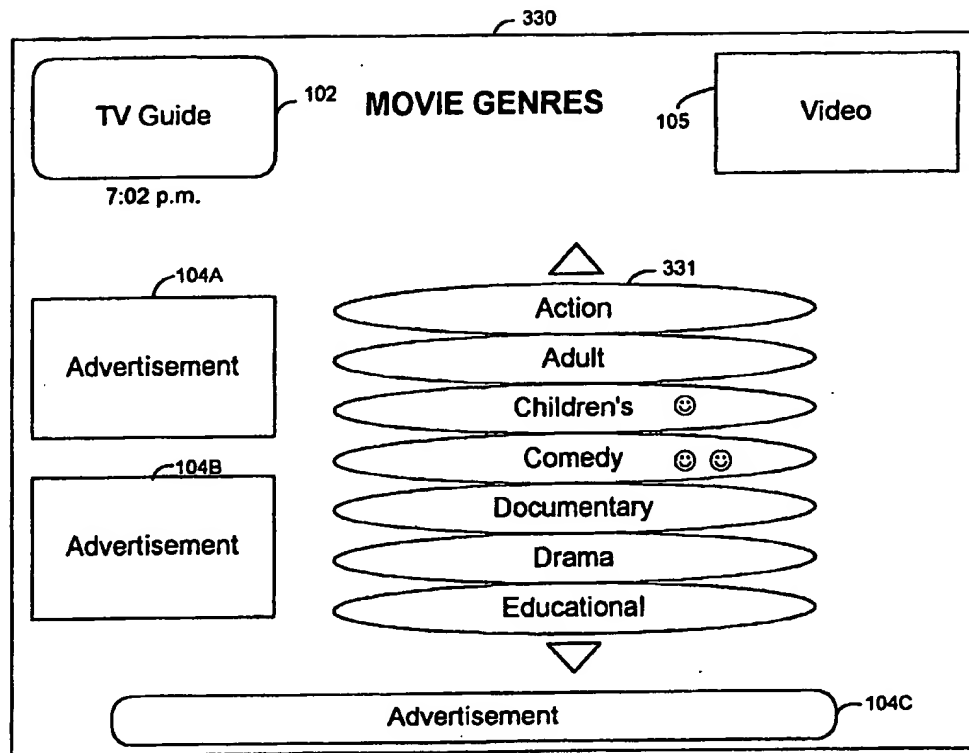 330
TV Guide
102
MOVIE GENRES
105
Video
7:02 p.m.
104A
Advertisement
104B
Advertisement
331
Action
Adult
Children's
Comedy
Documentary
Drama
Educational
Advertisement
104C